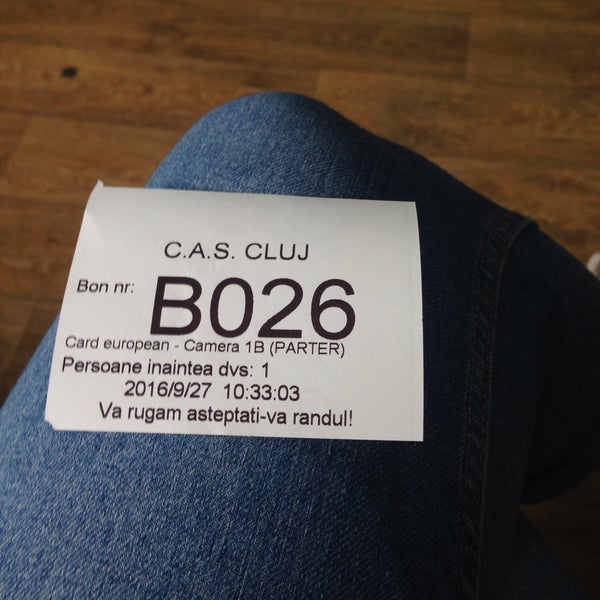 C.A.S. CLUJ
Bon nr: B026
Card european - Camera 1B (PARTER)
Persoane inaintea dvs: 1
2016/9/27 10:33:03
Va rugam asteptati-va randul!